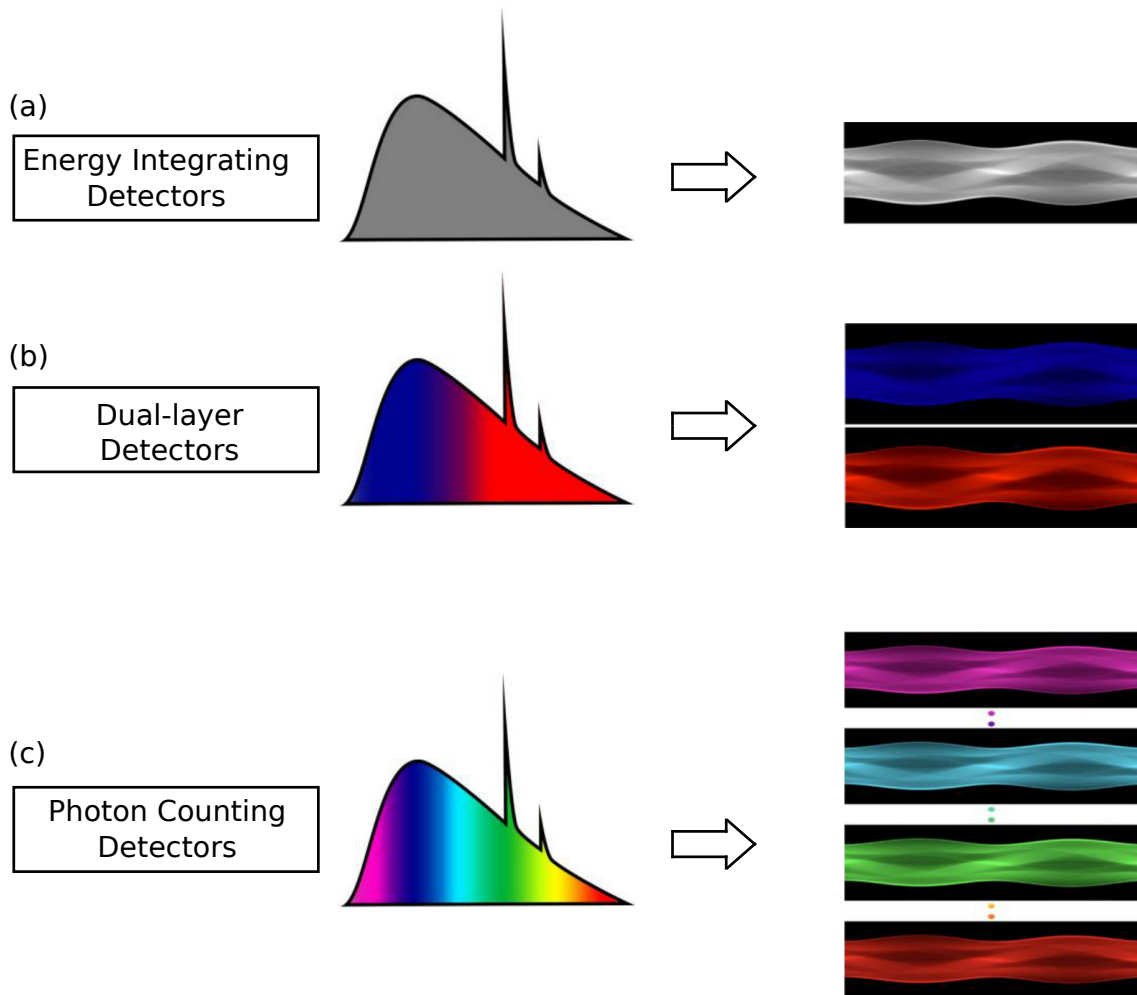 (a)
Energy Integrating
Detectors
(b)
Dual-layer
Detectors
(c)
Photon Counting
Detectors